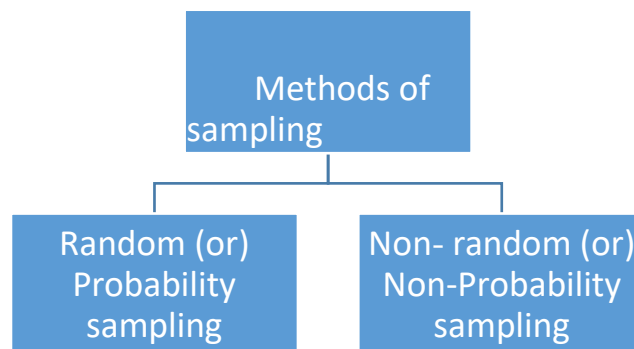 Methods of
sampling
Random (or)
Probability
sampling
Non- random (or)
Non-Probability
sampling